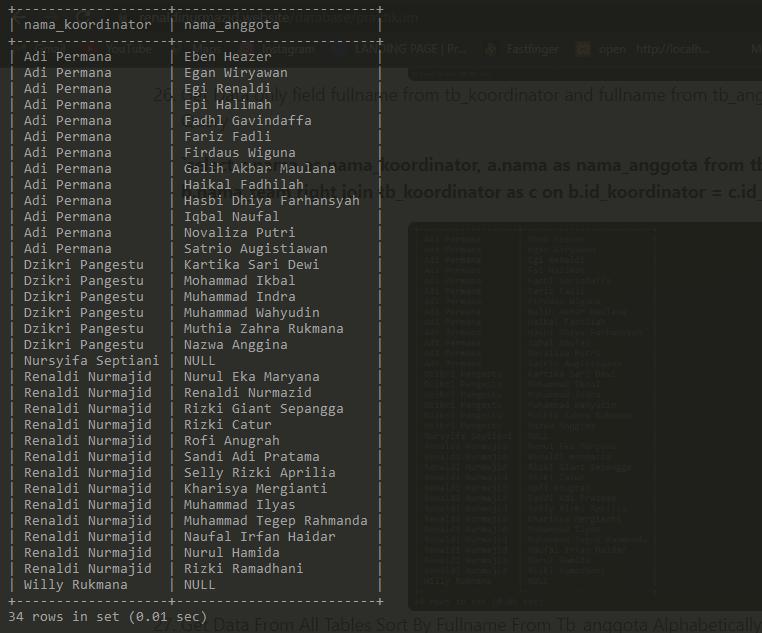 +-------------------+-------------------------+
| nama_koordinator  | nama_anggota            |
+-------------------+-------------------------+
| Adi Permana       | Eben Heazer             |
| Adi Permana       | Egan Wiryawan           |
| Adi Permana       | Egi Renaldi             |
| Adi Permana       | Epi Halimah             |
| Adi Permana       | Fadhl Gavindaffa        |
| Adi Permana       | Fariz Fadli             |
| Adi Permana       | Firdaus Wiguna          |
| Adi Permana       | Galih Akbar Maulana     |
| Adi Permana       | Haikal Fadhilah         |
| Adi Permana       | Hasbi Dhiya Farhansyah  |
| Adi Permana       | Iqbal Naufal            |
| Adi Permana       | Novaliza Putri          |
| Adi Permana       | Satrio Augistiawan      |
| Dzikri Pangestu   | Kartika Sari Dewi       |
| Dzikri Pangestu   | Mohammad Ikbal          |
| Dzikri Pangestu   | Muhammad Indra          |
| Dzikri Pangestu   | Muhammad Wahyudin       |
| Dzikri Pangestu   | Muthia Zahra Rukmana    |
| Dzikri Pangestu   | Nazwa Anggina           |
| Nursyifa Septiani | NULL                    |
| Renaldi Nurmajid  | Nurul Eka Maryana       |
| Renaldi Nurmajid  | Renaldi Nurmazid        |
| Renaldi Nurmajid  | Rizki Giant Sepangga    |
| Renaldi Nurmajid  | Rizki Catur             |
| Renaldi Nurmajid  | Rofi Anugrah            |
| Renaldi Nurmajid  | Sandi Adi Pratama       |
| Renaldi Nurmajid  | Selly Rizki Aprilia     |
| Renaldi Nurmajid  | Kharisya Mergianti      |
| Renaldi Nurmajid  | Muhammad Ilyas          |
| Renaldi Nurmajid  | Muhammad Tegep Rahmanda |
| Renaldi Nurmajid  | Naufal Irfan Haidar     |
| Renaldi Nurmajid  | Nurul Hamida            |
| Renaldi Nurmajid  | Rizki Ramadhani         |
| Willy Rukmana     | NULL                    |
+-------------------+-------------------------+
34 rows in set (0.01 sec)
renaldinurmazid.website/database/praktikum
YouTube Maps Instagram LANDING PAGE | Pr... Fastfinger open http://localh...
26. field fullname from tb_koordinator and fullname from tb_ang
nama_koordinator, a.nama as nama_anggota from tb
right join tb_koordinator as c on b.id_koordinator = c.id_
27. Get Data From All Tables Sort By Fullname From Tb_anggota Alphabetically